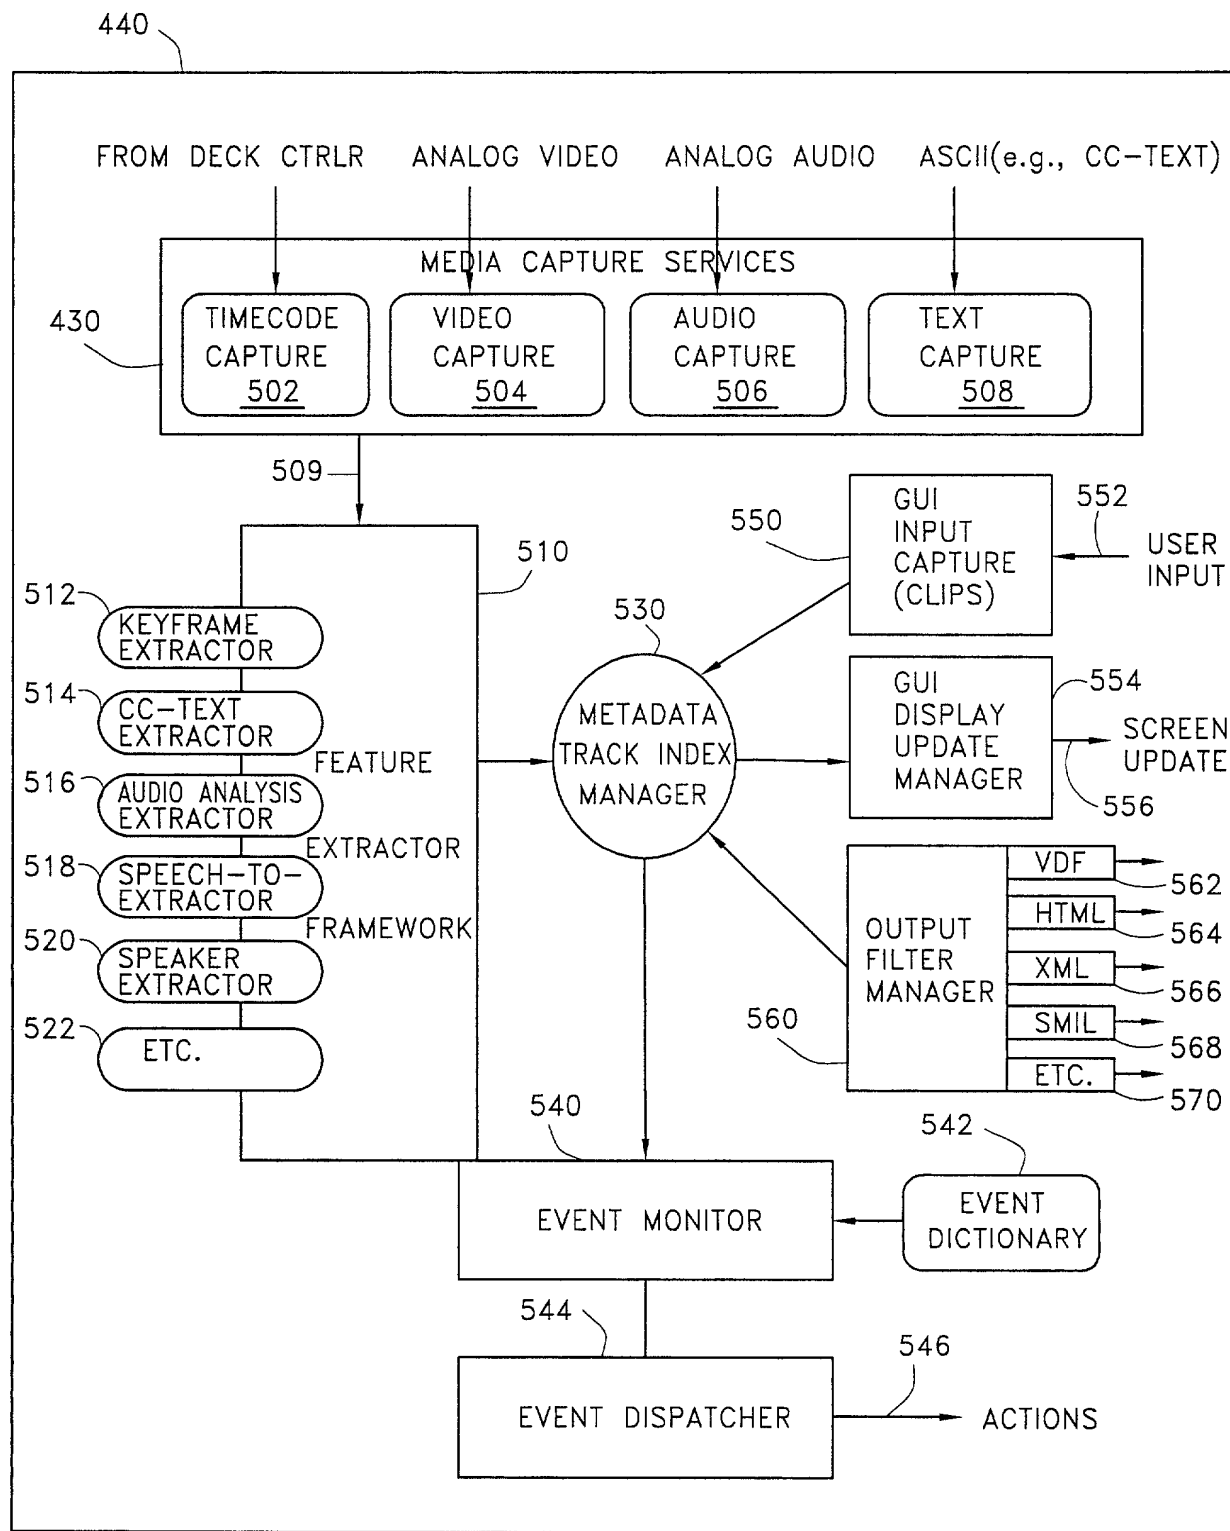 440
FROM DECK CTRLR
ANALOG VIDEO
ANALOG AUDIO
ASCII(e.g., CC-TEXT)
MEDIA CAPTURE SERVICES
430
TIMECODE
CAPTURE
502
VIDEO
CAPTURE
504
AUDIO
CAPTURE
506
TEXT
CAPTURE
508
509
510
512
KEYFRAME
EXTRACTOR
514
CC-TEXT
EXTRACTOR
516
AUDIO ANALYSIS
EXTRACTOR
518
SPEECH-TO-
EXTRACTOR
520
SPEAKER
EXTRACTOR
522
ETC.
FEATURE
EXTRACTOR
FRAMEWORK
530
METADATA
TRACK INDEX
MANAGER
550
GUI
INPUT
CAPTURE
(CLIPS)
552
USER
INPUT
GUI
DISPLAY
UPDATE
MANAGER
554
SCREEN
UPDATE
556
OUTPUT
FILTER
MANAGER
560
VDF
562
HTML
564
XML
566
SMIL
568
ETC.
570
540
EVENT MONITOR
542
EVENT
DICTIONARY
544
EVENT DISPATCHER
546
ACTIONS